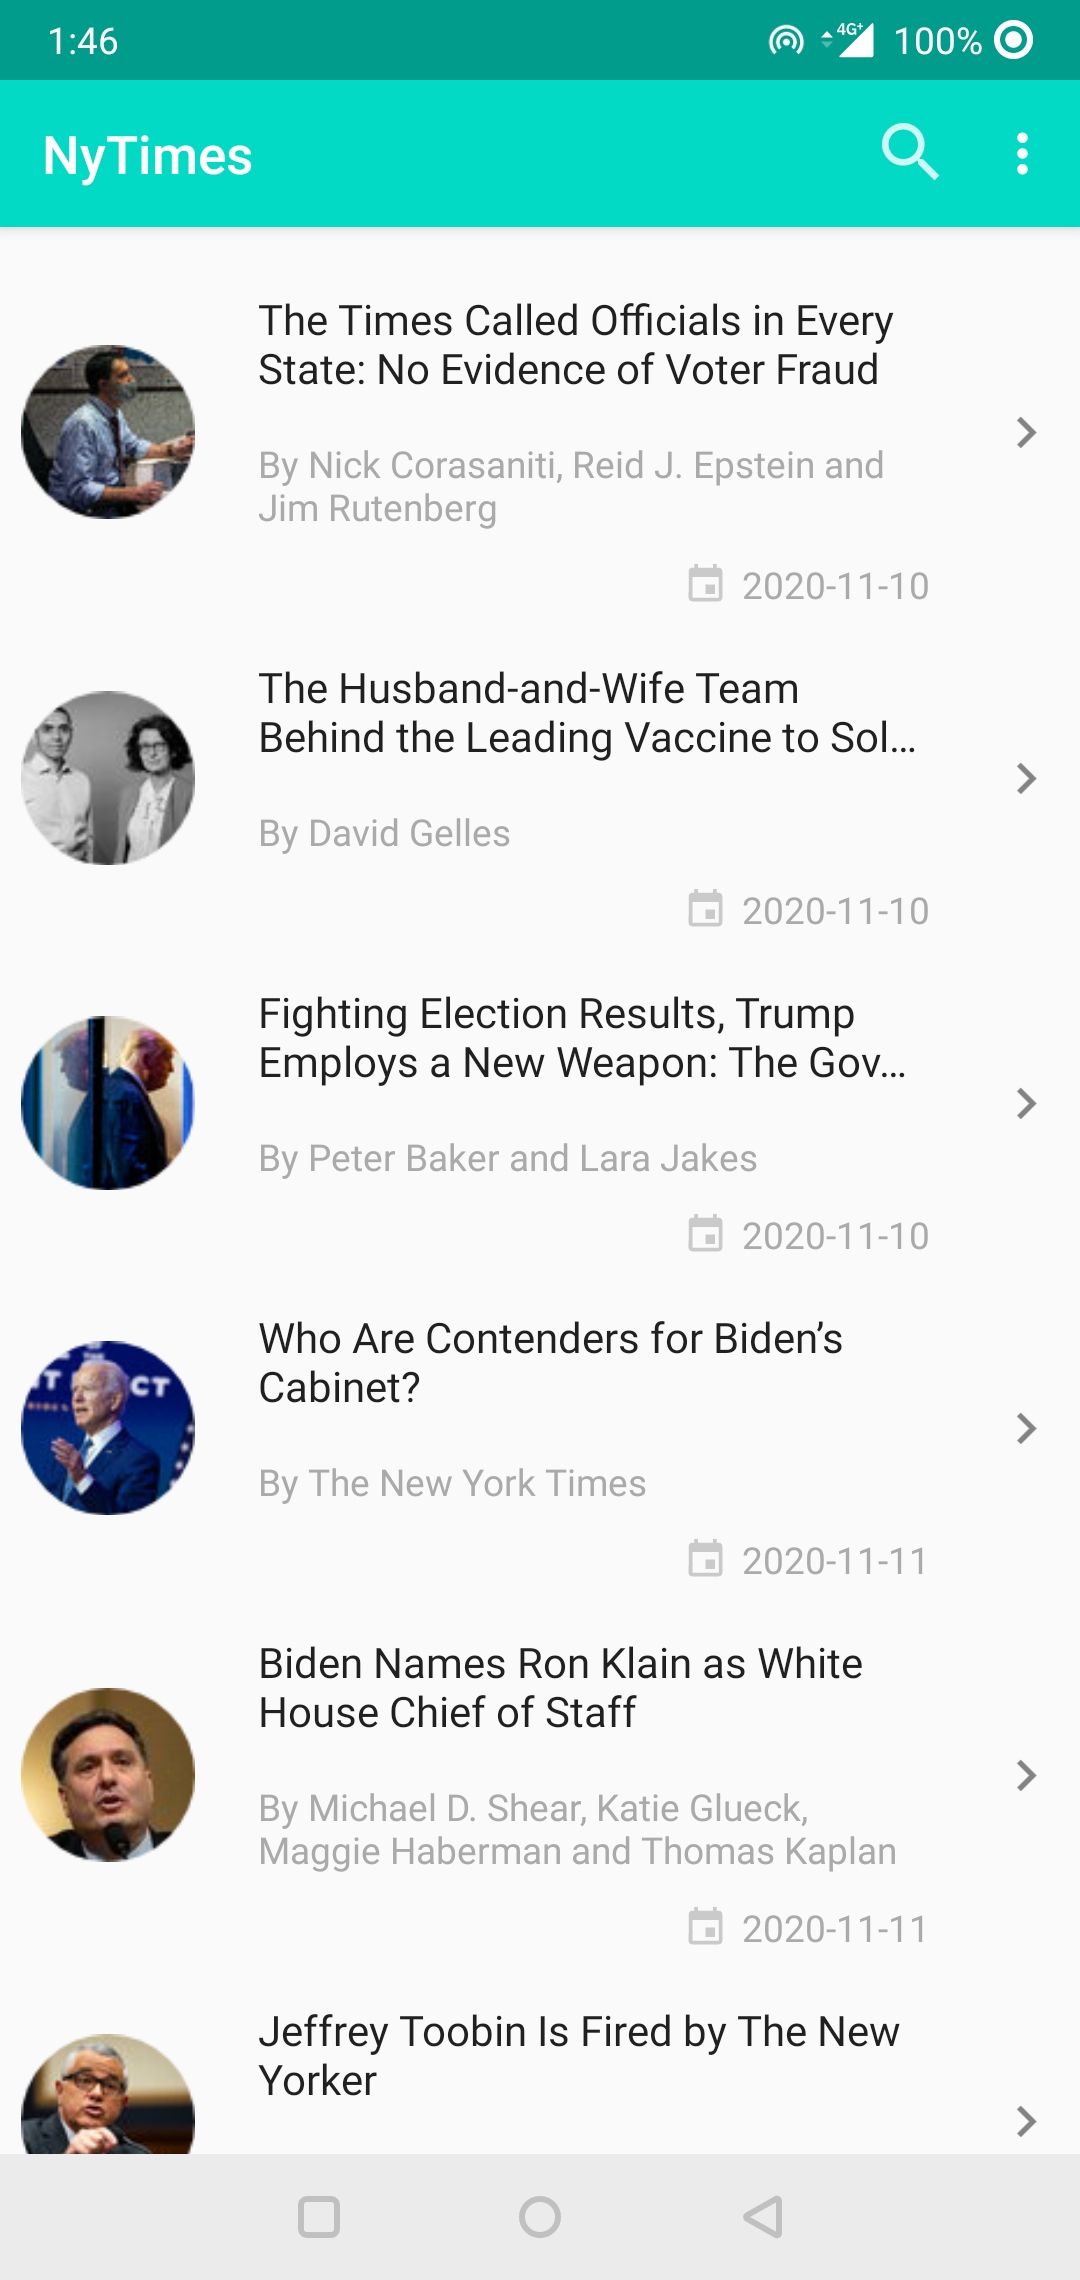 1:46
4G+
100%
NyTimes
The Times Called Officials in Every
State: No Evidence of Voter Fraud
By Nick Corasaniti, Reid J. Epstein and
Jim Rutenberg
2020-11-10
The Husband-and-Wife Team
Behind the Leading Vaccine to Sol…
By David Gelles
2020-11-10
Fighting Election Results, Trump
Employs a New Weapon: The Gov…
By Peter Baker and Lara Jakes
2020-11-10
CT
Who Are Contenders for Biden’s
Cabinet?
By The New York Times
2020-11-11
Biden Names Ron Klain as White
House Chief of Staff
By Michael D. Shear, Katie Glueck,
Maggie Haberman and Thomas Kaplan
2020-11-11
Jeffrey Toobin Is Fired by The New
Yorker